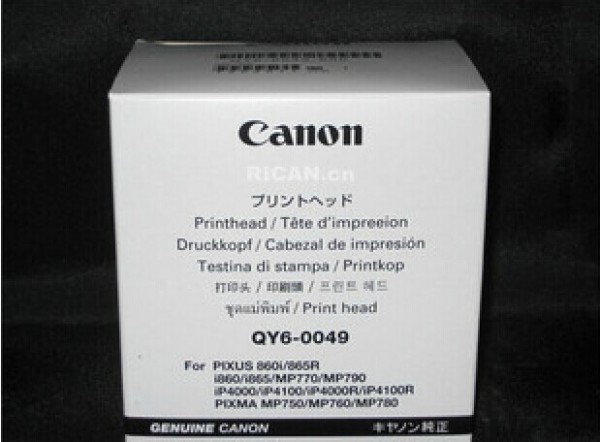 Canon
RICAN.cn
プリントヘッド
Printhead / Tête d'impreeion
Druckkopf / Cabezal de impresión
Testina di stampa / Printkop
打印头 / 印刷頭 / 프린트 헤드
ชุดแม่พิมพ์ / Print head
QY6-0049
For PIXUS 860i/865R
i860/i865/MP770/MP790
iP4000/iP4100/iP4000R/iP4100R
PIXMA MP750/MP760/MP780
GENUINE CANON キヤノン純正